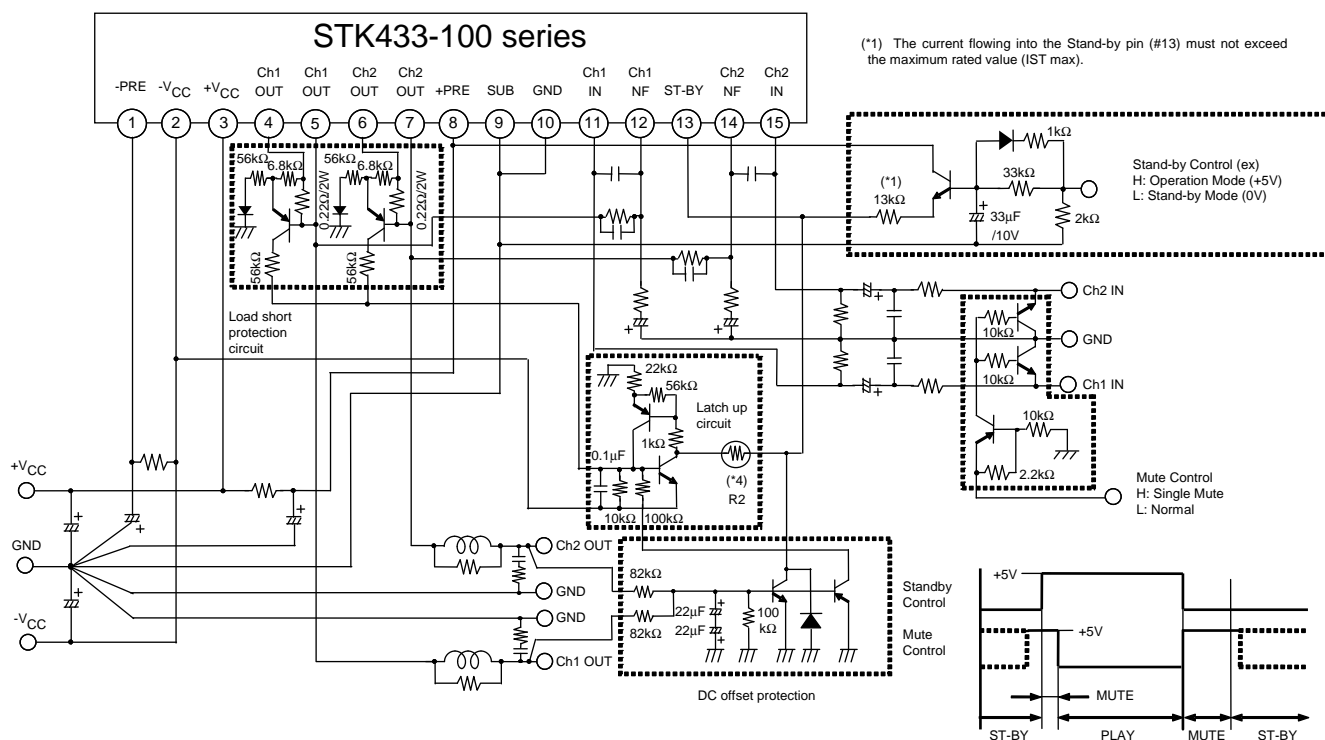 STK433-100 series
(*1) The current flowing into the Stand-by pin (#13) must not exceed
the maximum rated value (IST max).
Ch1 Ch1 Ch2 Ch2 Ch1 Ch1 Ch2 Ch2
-PRE -VCC +VCC OUT OUT OUT OUT +PRE SUB GND IN NF ST-BY NF IN
1 2 3 4 5 6 7 8 9 10 11 12 13 14 15
56kΩ
6.8kΩ
0.22Ω/2W
56kΩ
56kΩ
6.8kΩ
0.22Ω/2W
56kΩ
Load short
protection
circuit
1kΩ
33kΩ
(*1)
13kΩ
33µF
/10V
2kΩ
Stand-by Control (ex)
H: Operation Mode (+5V)
L: Stand-by Mode (0V)
Ch2 IN
10kΩ
GND
10kΩ
Ch1 IN
10kΩ
2.2kΩ
Mute Control
H: Single Mute
L: Normal
22kΩ
56kΩ
Latch up
circuit
1kΩ
0.1µF
(*4)
R2
10kΩ 100kΩ
+VCC
GND
-VCC
Ch2 OUT
GND
GND
Ch1 OUT
82kΩ
82kΩ
22µF
22µF
100
kΩ
DC offset protection
Standby
Control
Mute
Control
+5V
+5V
MUTE
ST-BY PLAY MUTE ST-BY